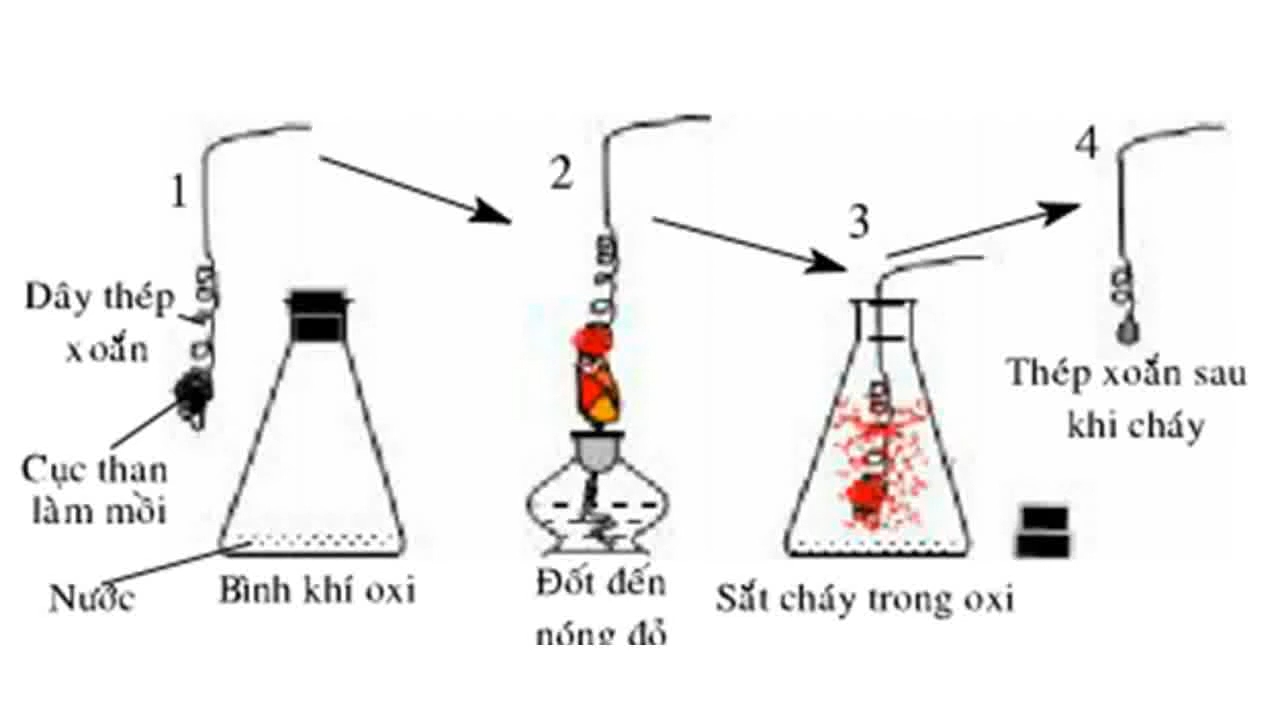 1
Dây thép
xoắn
Cục than
làm mồi
Nước
Bình khí oxi
2
Đốt đến
nóng đỏ
3
Sắt cháy trong oxi
4
Thép xoắn sau
khi cháy